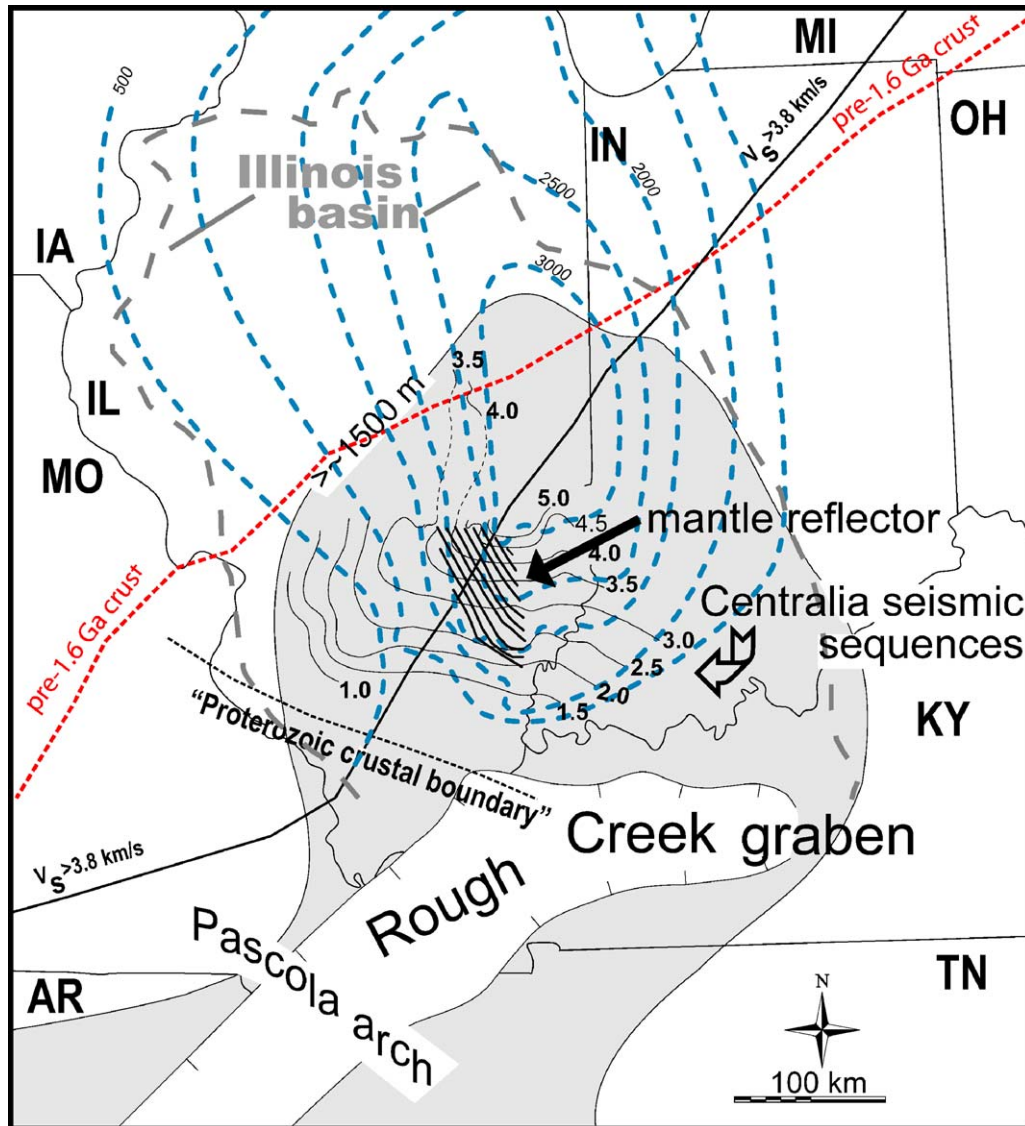 MI
500
pre-1.6 Ga crust
Vs>3.8 km/s
OH
IN
Illinois
basin
2000
2500
IA
3000
3.5
IL
4.0
>~1500 m
MO
5.0
4.5
mantle reflector
4.0
3.5
Centralia seismic
sequences
3.0
pre-1.6 Ga crust
2.5
1.0
2.0
1.5
KY
“Proterozoic crustal boundary”
Creek graben
Vs>3.8 km/s
Rough
Pascola arch
AR
TN
N
100 km